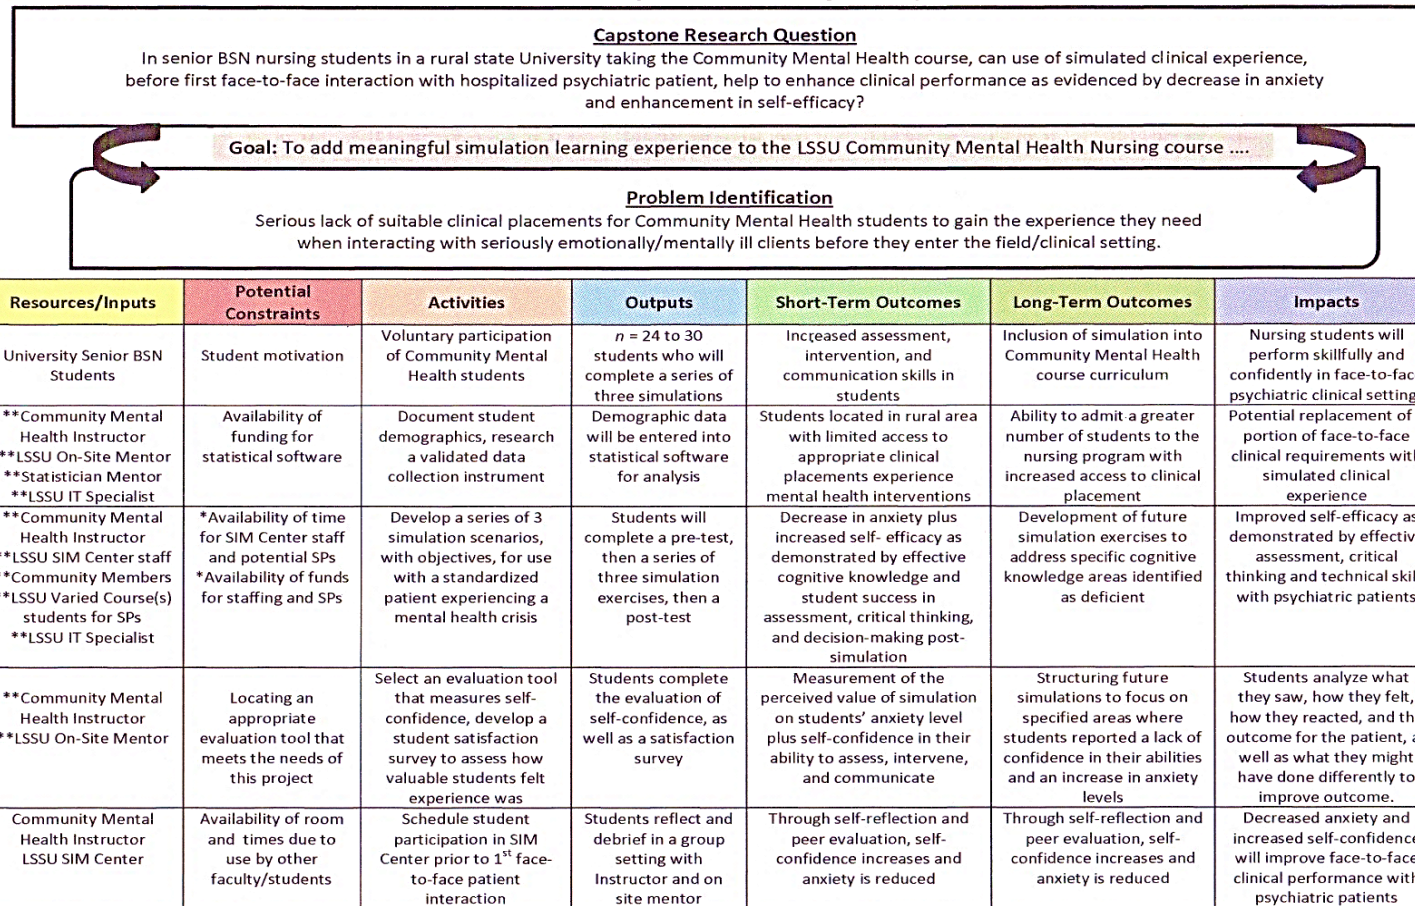 Capstone Research Question
In senior BSN nursing students in a rural state University taking the Community Mental Health course, can use of simulated clinical experience,
before first face-to-face interaction with hospitalized psychiatric patient, help to enhance clinical performance as evidenced by decrease in anxiety
and enhancement in self-efficacy?
Goal: To add meaningful simulation learning experience to the LSSU Community Mental Health Nursing course ....
Problem Identification
Serious lack of suitable clinical placements for Community Mental Health students to gain the experience they need
when interacting with seriously emotionally/mentally ill clients before they enter the field/clinical setting.
Resources/Inputs
Potential
Constraints
Activities
Outputs
Short-Term Outcomes
Long-Term Outcomes
Impacts
University Senior BSN
Students
Student motivation
Voluntary participation
of Community Mental
Health students
n = 24 to 30
students who will
complete a series of
three simulations
Increased assessment,
intervention, and
communication skills in
students
Inclusion of simulation into
Community Mental Health
course curriculum
Nursing students will
perform skillfully and
confidently in face-to-face
psychiatric clinical setting
**Community Mental
Health Instructor
**LSSU On-Site Mentor
**Statistician Mentor
**LSSU IT Specialist
Availability of
funding for
statistical software
Document student
demographics, research
a validated data
collection instrument
Demographic data
will be entered into
statistical software
for analysis
Students located in rural area
with limited access to
appropriate clinical
placements experience
mental health interventions
Ability to admit a greater
number of students to the
nursing program with
increased access to clinical
placement
Potential replacement of
portion of face-to-face
clinical requirements with
simulated clinical
experience
**Community Mental
Health Instructor
**LSSU SIM Center staff
**Community Members
**LSSU Varied Course(s)
students for SPs
**LSSU IT Specialist
*Availability of time
for SIM Center staff
and potential SPs
*Availability of funds
for staffing and SPs
Develop a series of 3
simulation scenarios,
with objectives, for use
with a standardized
patient experiencing a
mental health crisis
Students will
complete a pre-test,
then a series of
three simulation
exercises, then a
post-test
Decrease in anxiety plus
increased self- efficacy as
demonstrated by effective
cognitive knowledge and
student success in
assessment, critical thinking,
and decision-making post-
simulation
Development of future
simulation exercises to
address specific cognitive
knowledge areas identified
as deficient
Improved self-efficacy as
demonstrated by effective
assessment, critical
thinking and technical skill
with psychiatric patients
**Community Mental
Health Instructor
**LSSU On-Site Mentor
Locating an
appropriate
evaluation tool that
meets the needs of
this project
Select an evaluation tool
that measures self-
confidence, develop a
student satisfaction
survey to assess how
valuable students felt
experience was
Students complete
the evaluation of
self-confidence, as
well as a satisfaction
survey
Measurement of the
perceived value of simulation
on students' anxiety level
plus self-confidence in their
ability to assess, intervene,
and communicate
Structuring future
simulations to focus on
specified areas where
students reported a lack of
confidence in their abilities
and an increase in anxiety
levels
Students analyze what
they saw, how they felt,
how they reacted, and the
outcome for the patient, as
well as what they might
have done differently to
improve outcome.
Community Mental
Health Instructor
LSSU SIM Center
Availability of room
and times due to
use by other
faculty/students
Schedule student
participation in SIM
Center prior to 1st face-
to-face patient
interaction
Students reflect and
debrief in a group
setting with
Instructor and on
site mentor
Through self-reflection and
peer evaluation, self-
confidence increases and
anxiety is reduced
Through self-reflection and
peer evaluation, self-
confidence increases and
anxiety is reduced
Decreased anxiety and
increased self-confidence
will improve face-to-face
clinical performance with
psychiatric patients